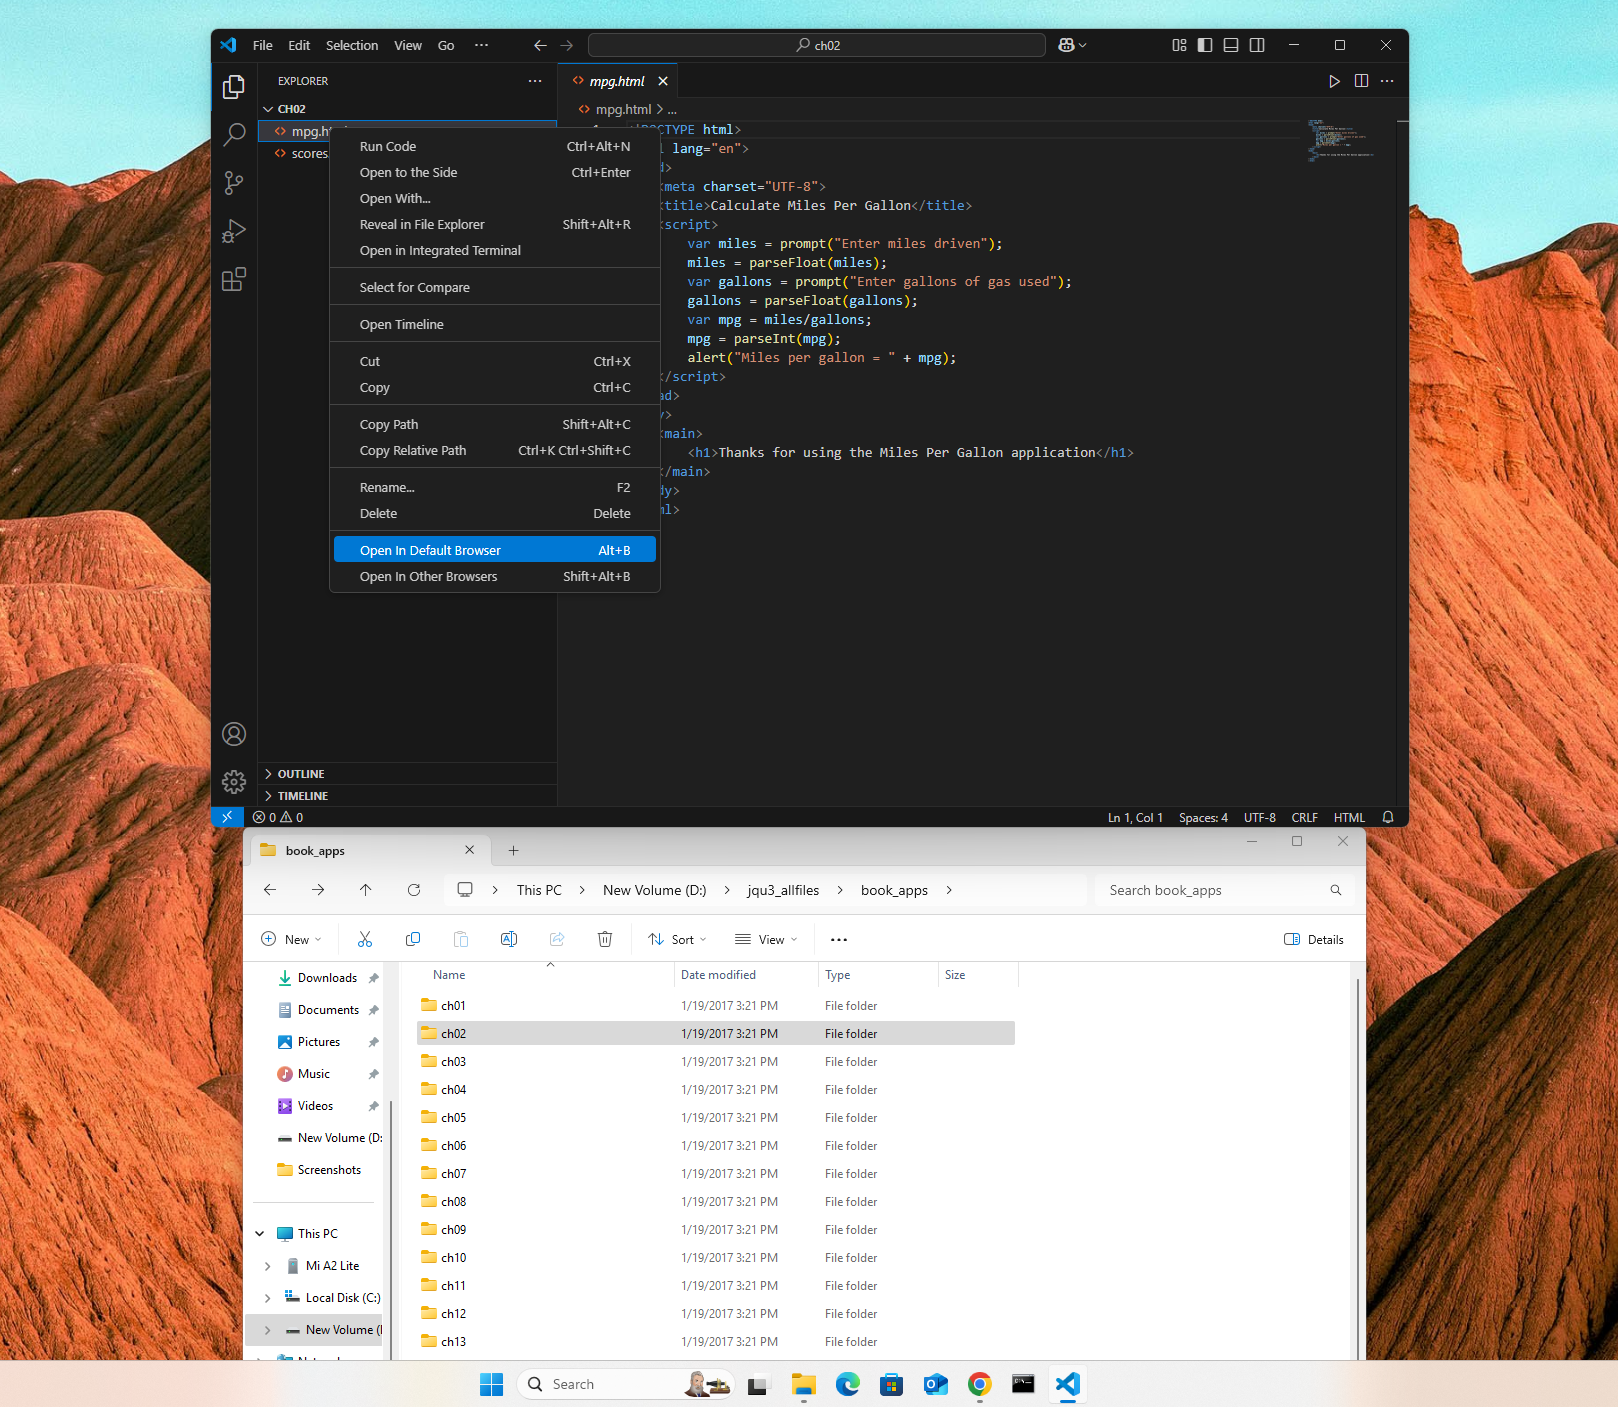 File Edit Selection View Go ··· ch02
EXPLORER ···
CH02
mpg.ht
scores
mpg.html
mpg.html > ...
Run Code Ctrl+Alt+N
Open to the Side Ctrl+Enter
Open With...
Reveal in File Explorer Shift+Alt+R
Open in Integrated Terminal
Select for Compare
Open Timeline
Cut Ctrl+X
Copy Ctrl+C
Copy Path Shift+Alt+C
Copy Relative Path Ctrl+K Ctrl+Shift+C
Rename... F2
Delete Delete
Open In Default Browser Alt+B
Open In Other Browsers Shift+Alt+B
OCTYPE html>
lang="en">
d>
meta charset="UTF-8">
title>Calculate Miles Per Gallon</title>
script>
var miles = prompt("Enter miles driven");
miles = parseFloat(miles);
var gallons = prompt("Enter gallons of gas used");
gallons = parseFloat(gallons);
var mpg = miles/gallons;
mpg = parseInt(mpg);
alert("Miles per gallon = " + mpg);
/script>
ad>
y>
main>
<h1>Thanks for using the Miles Per Gallon application</h1>
/main>
dy>
ml>
OUTLINE
TIMELINE
0 0 Ln 1, Col 1 Spaces: 4 UTF-8 CRLF HTML
book_apps
This PC > New Volume (D:) > jqu3_allfiles > book_apps > Search book_apps
New Sort View ··· Details
Downloads
Documents
Pictures
Music
Videos
New Volume (D:
Screenshots
This PC
Mi A2 Lite
Local Disk (C:)
New Volume (
Name Date modified Type Size
ch01 1/19/2017 3:21 PM File folder
ch02 1/19/2017 3:21 PM File folder
ch03 1/19/2017 3:21 PM File folder
ch04 1/19/2017 3:21 PM File folder
ch05 1/19/2017 3:21 PM File folder
ch06 1/19/2017 3:21 PM File folder
ch07 1/19/2017 3:21 PM File folder
ch08 1/19/2017 3:21 PM File folder
ch09 1/19/2017 3:21 PM File folder
ch10 1/19/2017 3:21 PM File folder
ch11 1/19/2017 3:21 PM File folder
ch12 1/19/2017 3:21 PM File folder
ch13 1/19/2017 3:21 PM File folder
Search